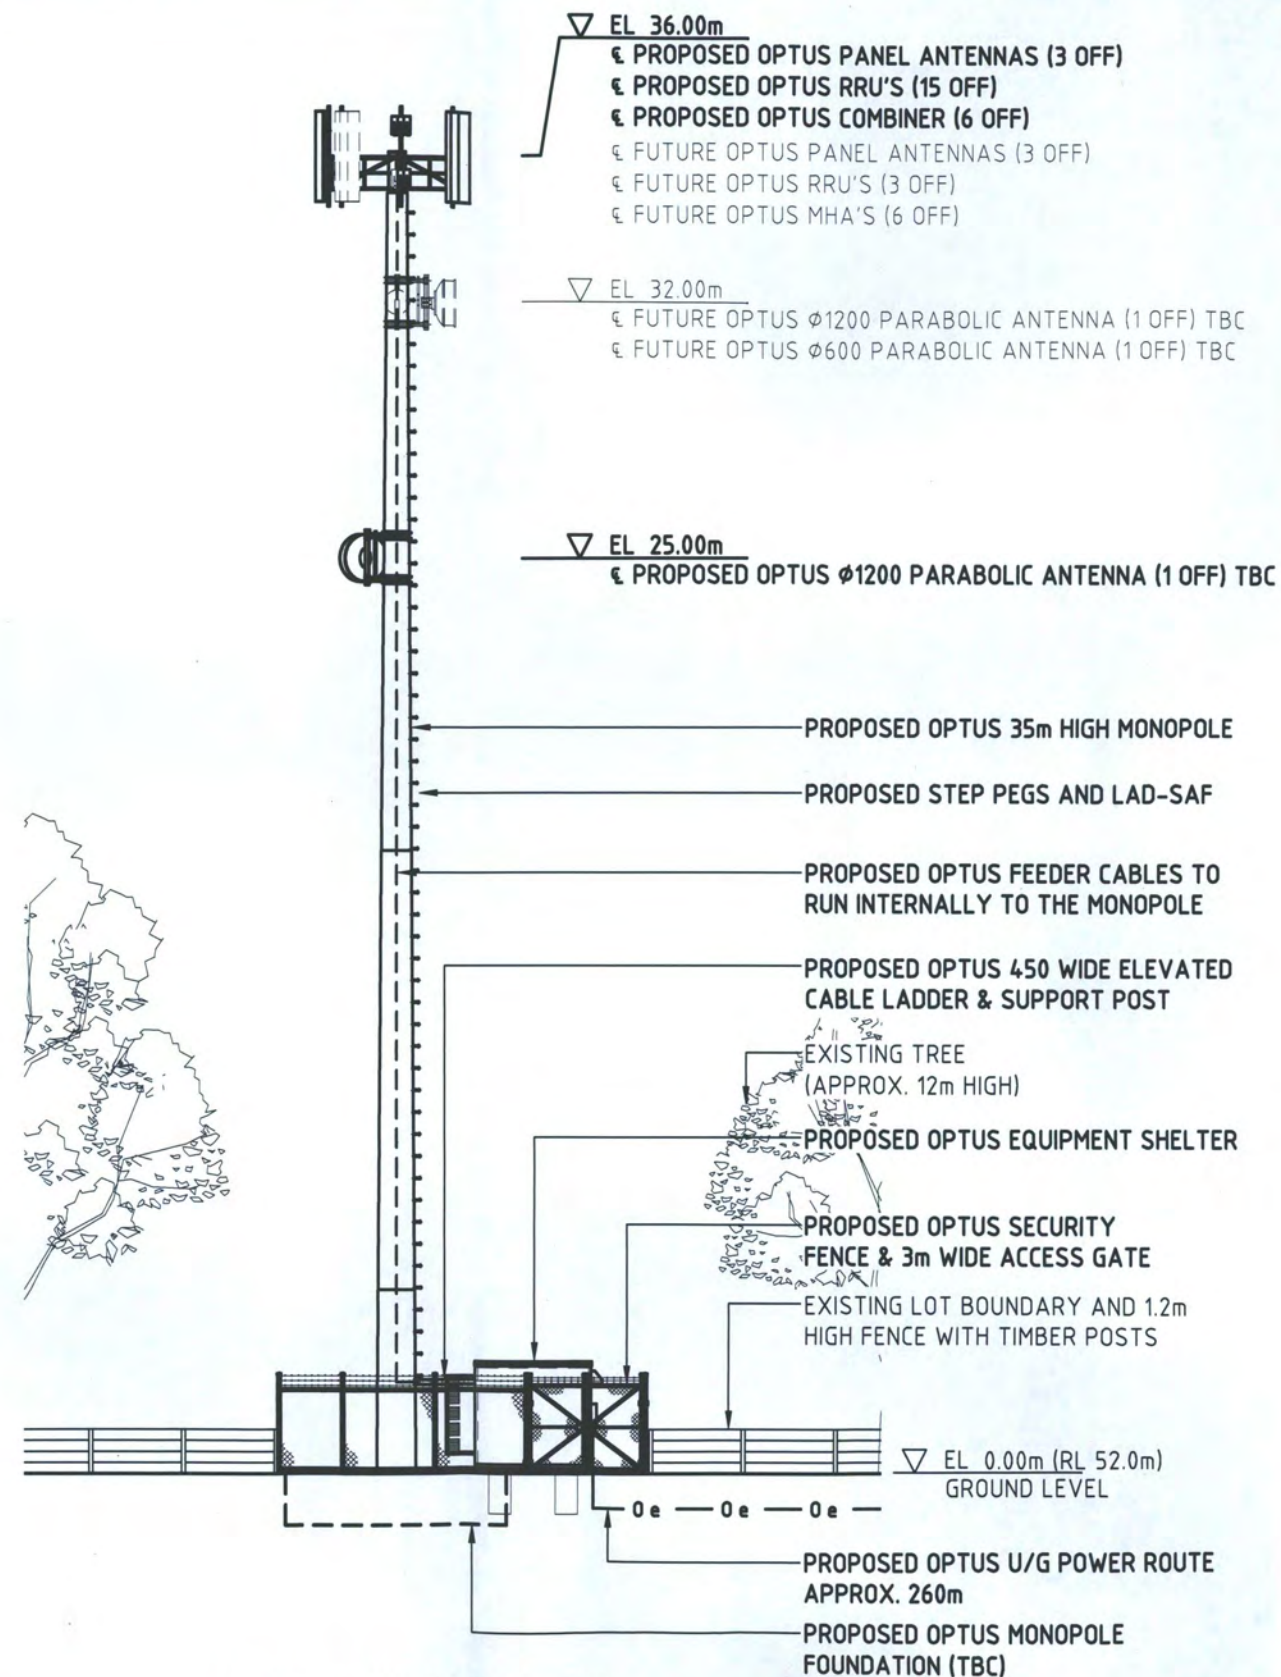 EL 36.00m
℄ PROPOSED OPTUS PANEL ANTENNAS (3 OFF)
℄ PROPOSED OPTUS RRU'S (15 OFF)
℄ PROPOSED OPTUS COMBINER (6 OFF)
℄ FUTURE OPTUS PANEL ANTENNAS (3 OFF)
℄ FUTURE OPTUS RRU'S (3 OFF)
℄ FUTURE OPTUS MHA'S (6 OFF)
EL 32.00m
℄ FUTURE OPTUS Ø1200 PARABOLIC ANTENNA (1 OFF) TBC
℄ FUTURE OPTUS Ø600 PARABOLIC ANTENNA (1 OFF) TBC
EL 25.00m
℄ PROPOSED OPTUS Ø1200 PARABOLIC ANTENNA (1 OFF) TBC
PROPOSED OPTUS 35m HIGH MONOPOLE
PROPOSED STEP PEGS AND LAD-SAF
PROPOSED OPTUS FEEDER CABLES TO
RUN INTERNALLY TO THE MONOPOLE
PROPOSED OPTUS 450 WIDE ELEVATED
CABLE LADDER & SUPPORT POST
EXISTING TREE
(APPROX. 12m HIGH)
PROPOSED OPTUS EQUIPMENT SHELTER
PROPOSED OPTUS SECURITY
FENCE & 3m WIDE ACCESS GATE
EXISTING LOT BOUNDARY AND 1.2m
HIGH FENCE WITH TIMBER POSTS
EL 0.00m (RL 52.0m)
GROUND LEVEL
Oe Oe Oe
PROPOSED OPTUS U/G POWER ROUTE
APPROX. 260m
PROPOSED OPTUS MONOPOLE
FOUNDATION (TBC)